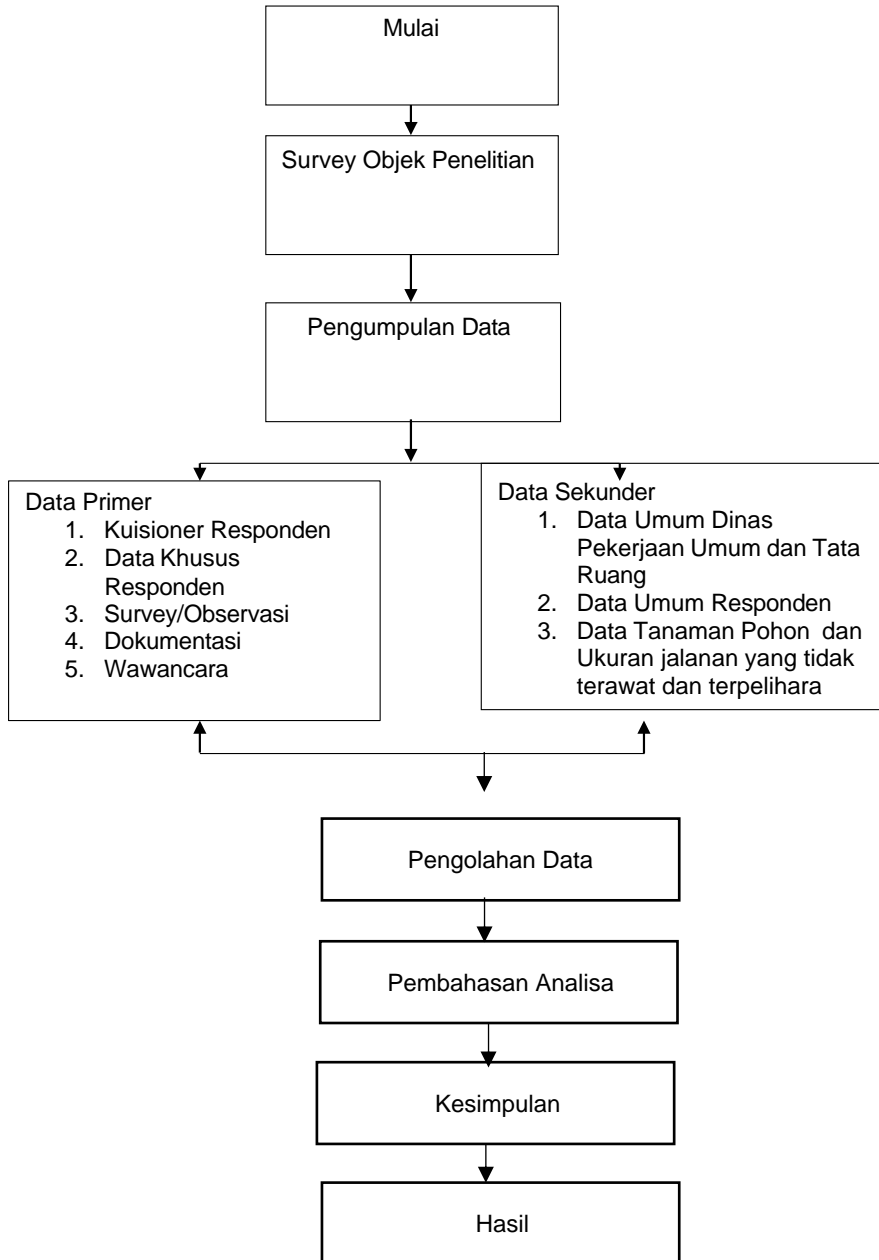 Mulai
Survey Objek Penelitian
Pengumpulan Data
Data Primer
1. Kuisioner Responden
2. Data Khusus
Responden
3. Survey/Observasi
4. Dokumentasi
5. Wawancara
Data Sekunder
1. Data Umum Dinas
Pekerjaan Umum dan Tata
Ruang
2. Data Umum Responden
3. Data Tanaman Pohon dan
Ukuran jalanan yang tidak
terawat dan terpelihara
Pengolahan Data
Pembahasan Analisa
Kesimpulan
Hasil